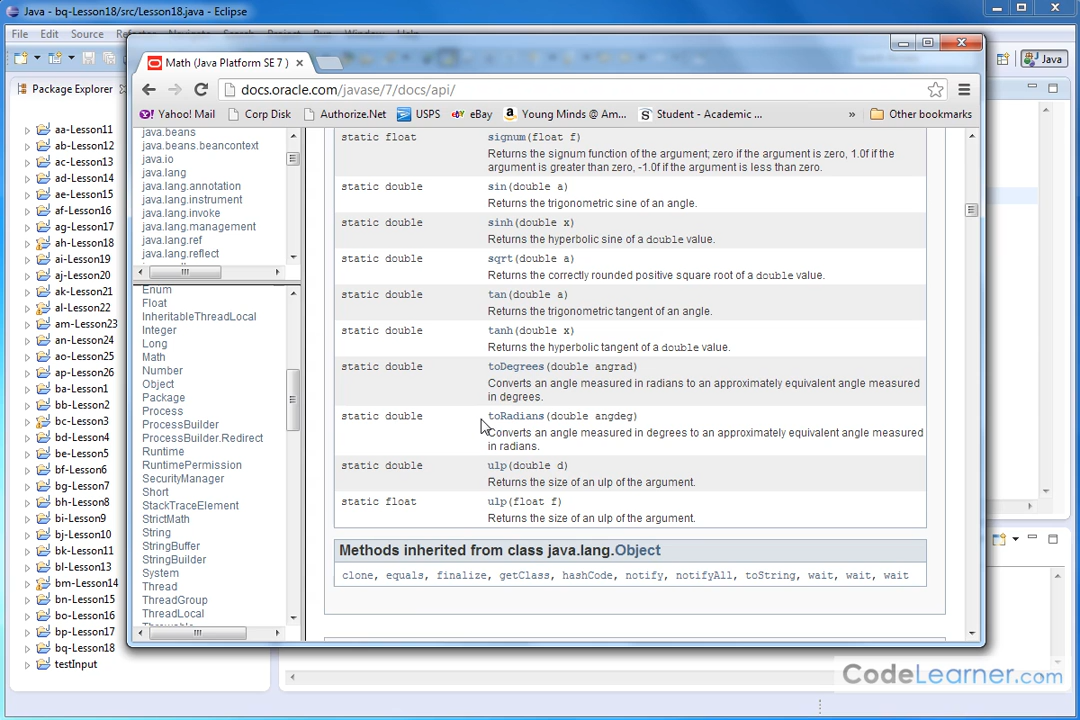 Java - bq-Lesson18/src/Lesson18.java - Eclipse
File Edit Source
Math (Java Platform SE 7 )
docs.oracle.com/javase/7/docs/api/
Java
Package Explorer
Yahoo! Mail Corp Disk Authorize.Net USPS eBay Young Minds @ Am... Student - Academic ... » Other bookmarks
aa-Lesson11
ab-Lesson12
ac-Lesson13
ad-Lesson14
ae-Lesson15
af-Lesson16
ag-Lesson17
ah-Lesson18
ai-Lesson19
aj-Lesson20
ak-Lesson21
al-Lesson22
am-Lesson23
an-Lesson24
ao-Lesson25
ap-Lesson26
ba-Lesson1
bb-Lesson2
bc-Lesson3
bd-Lesson4
be-Lesson5
bf-Lesson6
bg-Lesson7
bh-Lesson8
bi-Lesson9
bj-Lesson10
bk-Lesson11
bl-Lesson12
bm-Lesson14
bn-Lesson15
bo-Lesson16
bp-Lesson17
bq-Lesson18
testInput
java.beans
java.beans.beancontext
java.io
java.lang
java.lang.annotation
java.lang.instrument
java.lang.invoke
java.lang.management
java.lang.ref
java.lang.reflect
Enum
Float
InheritableThreadLocal
Integer
Long
Math
Number
Object
Package
Process
ProcessBuilder
ProcessBuilder.Redirect
Runtime
RuntimePermission
SecurityManager
Short
StackTraceElement
StrictMath
String
StringBuffer
StringBuilder
System
Thread
ThreadGroup
ThreadLocal
static float signum(float f)
Returns the signum function of the argument; zero if the argument is zero, 1.0f if the
argument is greater than zero, -1.0f if the argument is less than zero.
static double sin(double a)
Returns the trigonometric sine of an angle.
static double sinh(double x)
Returns the hyperbolic sine of a double value.
static double sqrt(double a)
Returns the correctly rounded positive square root of a double value.
static double tan(double a)
Returns the trigonometric tangent of an angle.
static double tanh(double x)
Returns the hyperbolic tangent of a double value.
static double toDegrees(double angrad)
Converts an angle measured in radians to an approximately equivalent angle measured
in degrees.
static double toRadians(double angdeg)
Converts an angle measured in degrees to an approximately equivalent angle measured
in radians.
static double ulp(double d)
Returns the size of an ulp of the argument.
static float ulp(float f)
Returns the size of an ulp of the argument.
Methods inherited from class java.lang.Object
clone, equals, finalize, getClass, hashCode, notify, notifyAll, toString, wait, wait, wait
CodeLearner.com